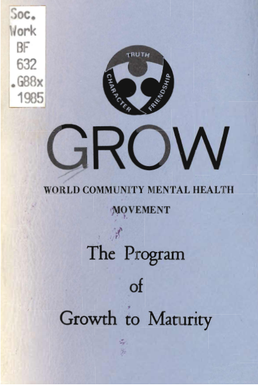 Soc.
Work
BF
632
.G88x
1985
TRUTH
CHARACTER
FRIENDSHIP
GROW
WORLD COMMUNITY MENTAL HEALTH
MOVEMENT
The Program
of
Growth to Maturity